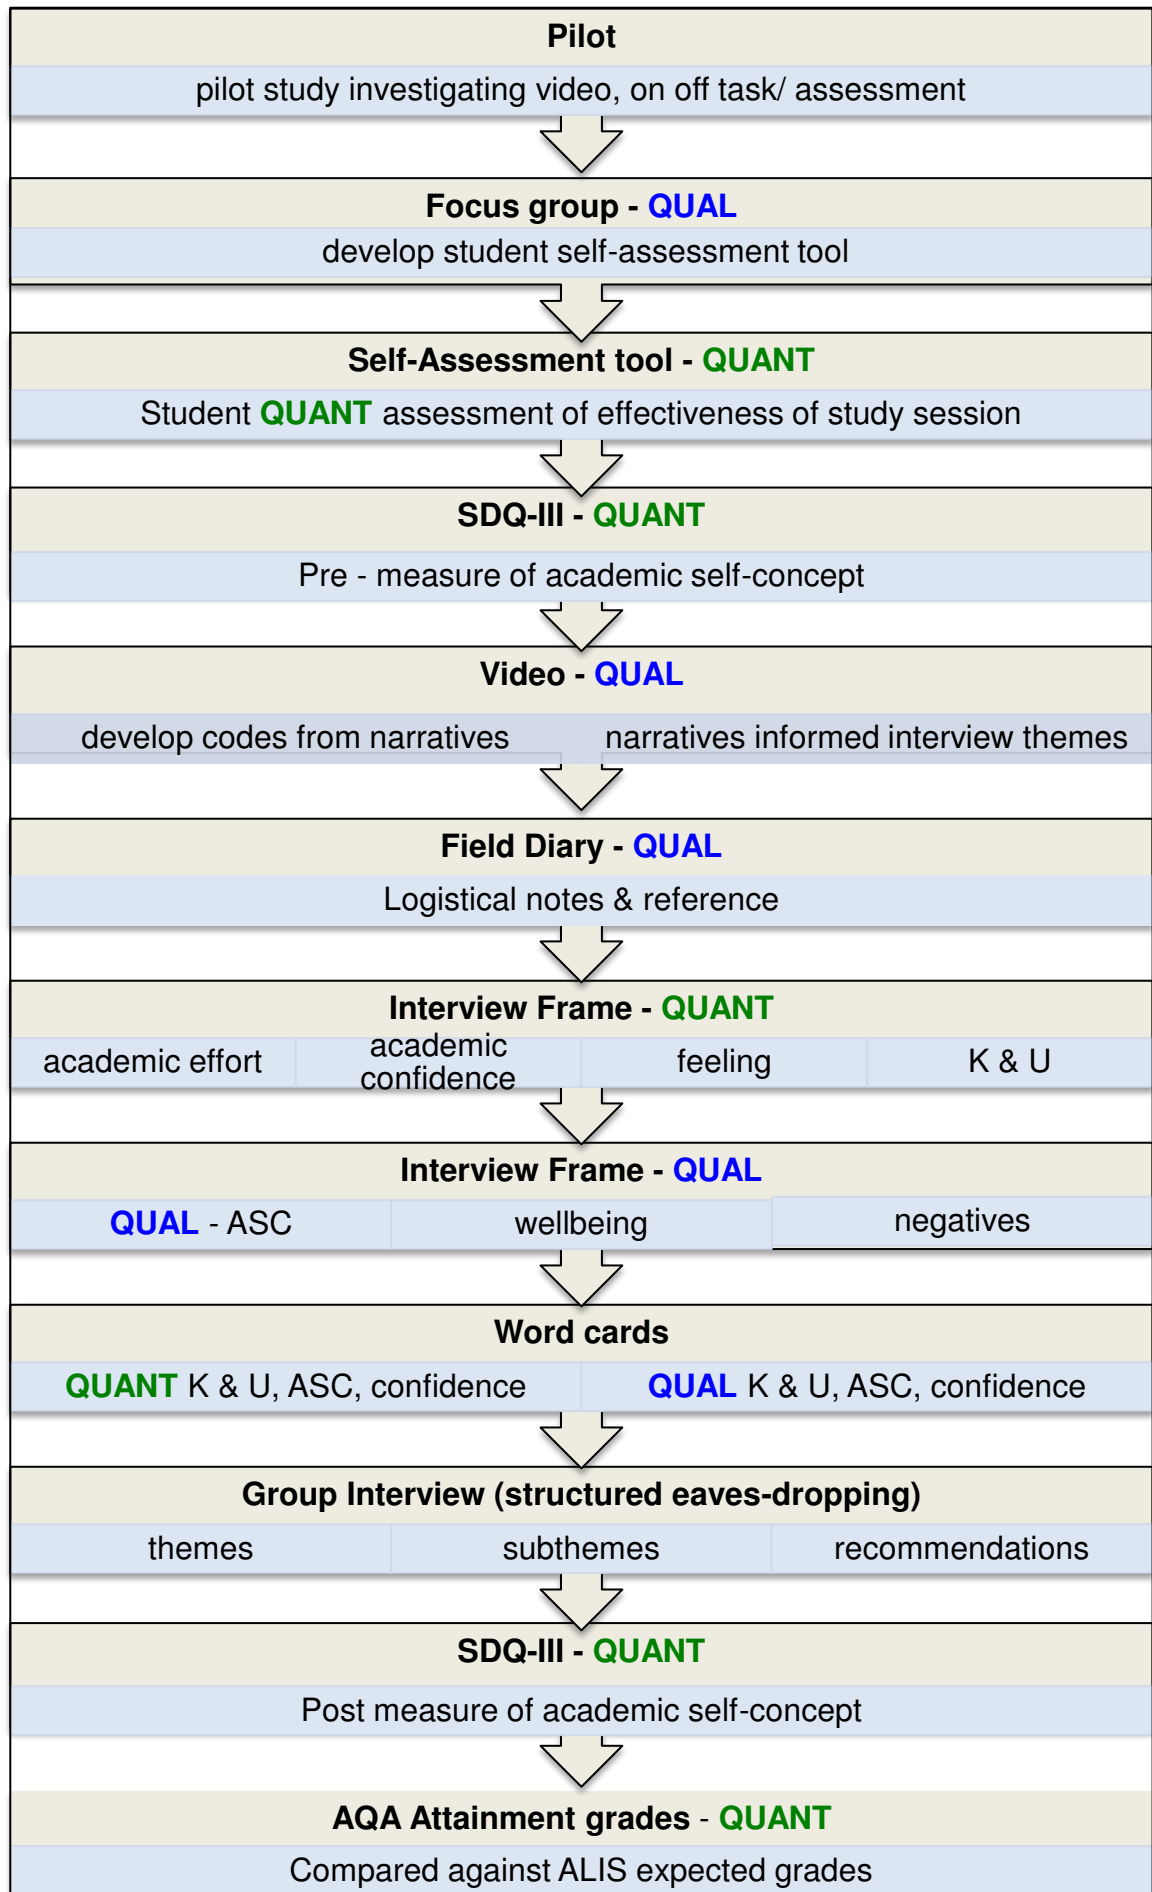 Pilot
pilot study investigating video, on off task/ assessment
Focus group - QUAL
develop student self-assessment tool
Self-Assessment tool - QUANT
Student QUANT assessment of effectiveness of study session
SDQ-III - QUANT
Pre - measure of academic self-concept
Video - QUAL
develop codes from narratives
narratives informed interview themes
Field Diary - QUAL
Logistical notes & reference
Interview Frame - QUANT
academic effort
academic
confidence
feeling
K & U
Interview Frame - QUAL
QUAL - ASC
wellbeing
negatives
Word cards
QUANT K & U, ASC, confidence
QUAL K & U, ASC, confidence
Group Interview (structured eaves-dropping)
themes
subthemes
recommendations
SDQ-III - QUANT
Post measure of academic self-concept
AQA Attainment grades - QUANT
Compared against ALIS expected grades